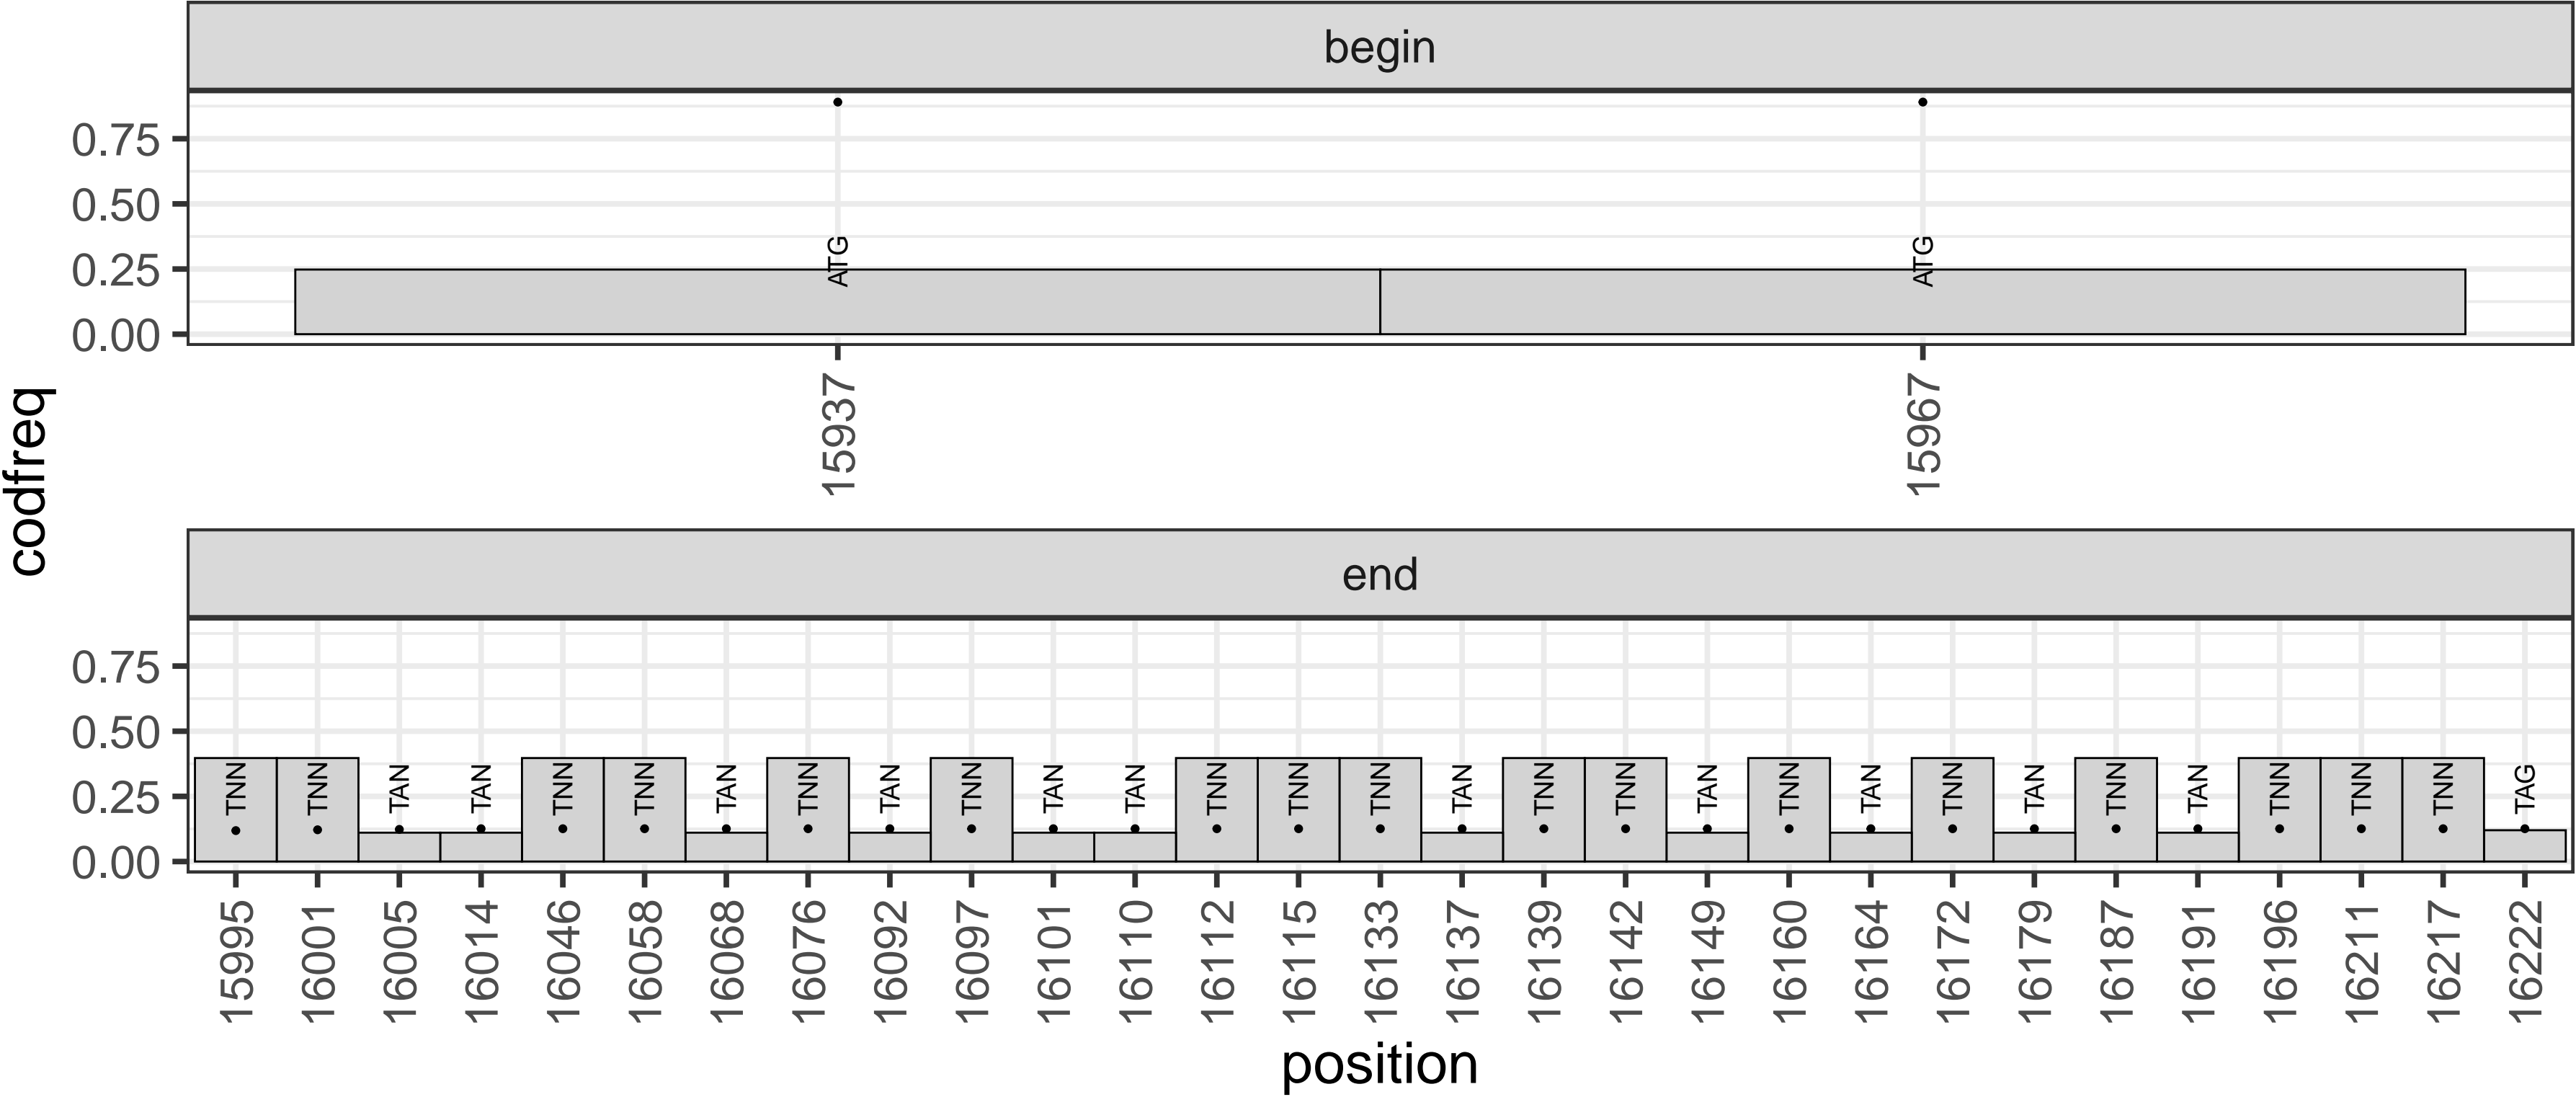 begin
0.75
0.50
0.25
0.00
ATG ATG
15937 15967
codfreq
end
0.75
0.50
0.25
0.00
TNN TNN TAN TAN TNN TNN TAN TNN TAN TNN TAN TAN TNN TNN TNN TAN TNN TNN TAN TNN TAN TNN TAN TNN TAN TNN TNN TNN TAG
15995 16001 16005 16014 16046 16058 16068 16076 16092 16097 16101 16110 16112 16115 16133 16137 16139 16142 16149 16160 16164 16172 16179 16187 16191 16196 16211 16217 16222
position